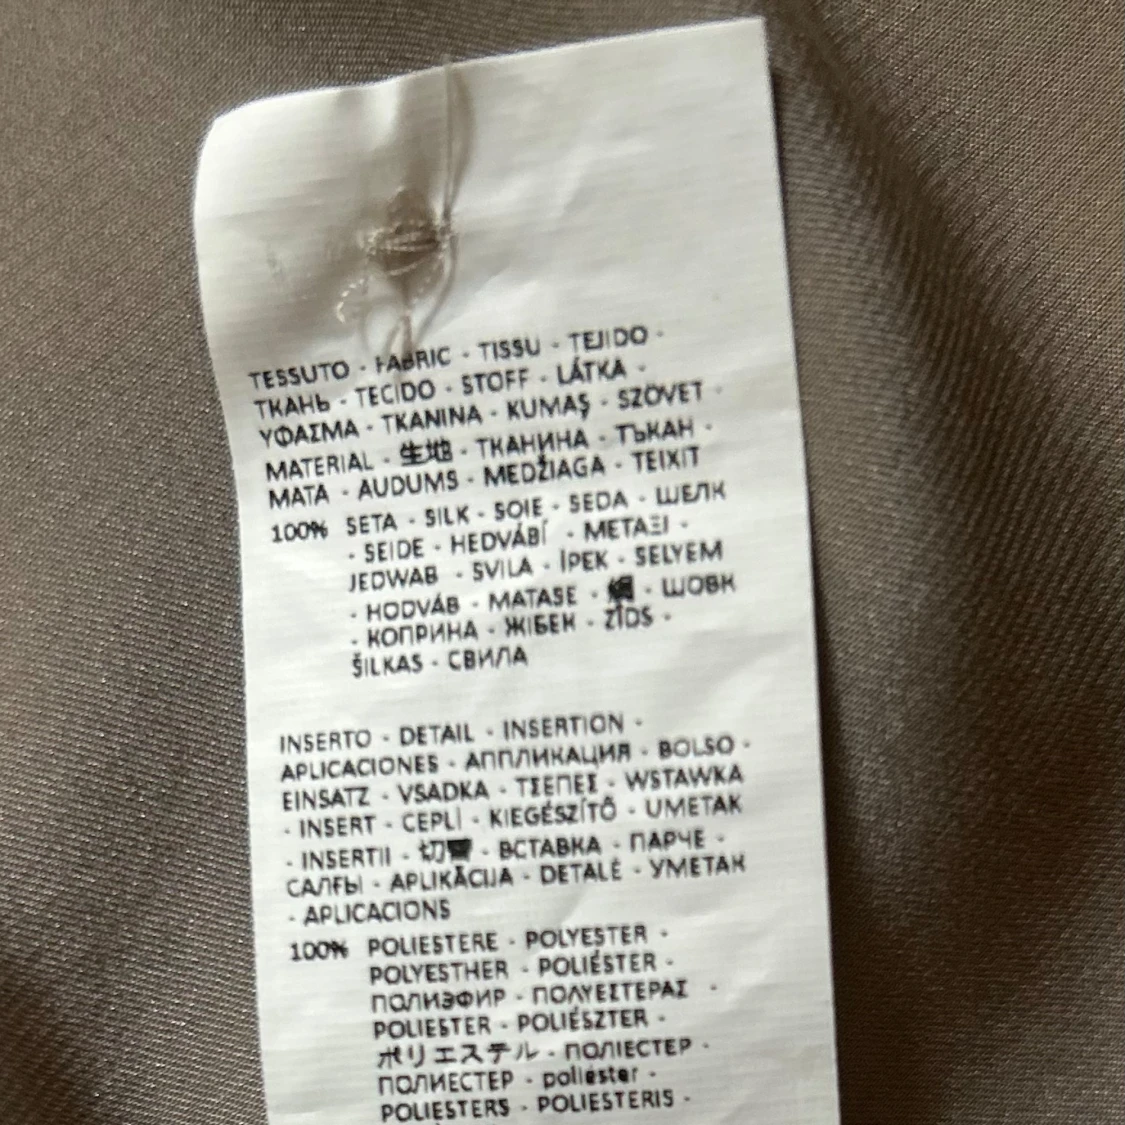 TESSUTO · FABRIC · TISSU · TEJIDO ·
ТКАНЬ · TECIDO · STOFF · LÁTKA ·
ΥΦΑΣΜΑ · TKANINA · KUMAŞ · SZÖVET ·
MATERIAL · 生地 · ТКАНИНА · ТЪКАН ·
МАТА · AUDUMS · MEDŽIAGA · TEIXIT
100% SETA · SILK · SOIE · SEDA · ШЕЛК
· SEIDE · HEDVÁBÍ · ΜΕΤΑΞΙ ·
JEDWAB · SVILA · İPEK · SELYEM
· HODVÁB · MATASE · 絹 · ШОВК
· КОПРИНА · ЖІБЕК · ZĪDS ·
ŠILKAS · СВИЛА
INSERTO · DETAIL · INSERTION ·
APLICACIONES · АППЛИКАЦИЯ · BOLSO ·
EINSATZ · VSADKA · ΤΣΕΠΕΣ · WSTAWKA
· INSERT · CEPLİ · KIEGÉSZÍTŐ · UMETAK
· INSERTII · 切替 · ВСТАВКА · ПАРЧЕ ·
САЛҒЫ · APLIKĀCIJA · DETALĖ · УМЕТАК
· APLICACIONS
100% POLIESTERE · POLYESTER ·
POLYESTHER · POLIÉSTER ·
ПОЛИЭФИР · ΠΟΛΥΕΣΤΕΡΑΣ ·
POLIESTER · POLIÉSZTER ·
ポリエステル · ПОЛІЕСТЕР ·
ПОЛИЕСТЕР · poliéster ·
POLIESTERS · POLIESTERIS ·